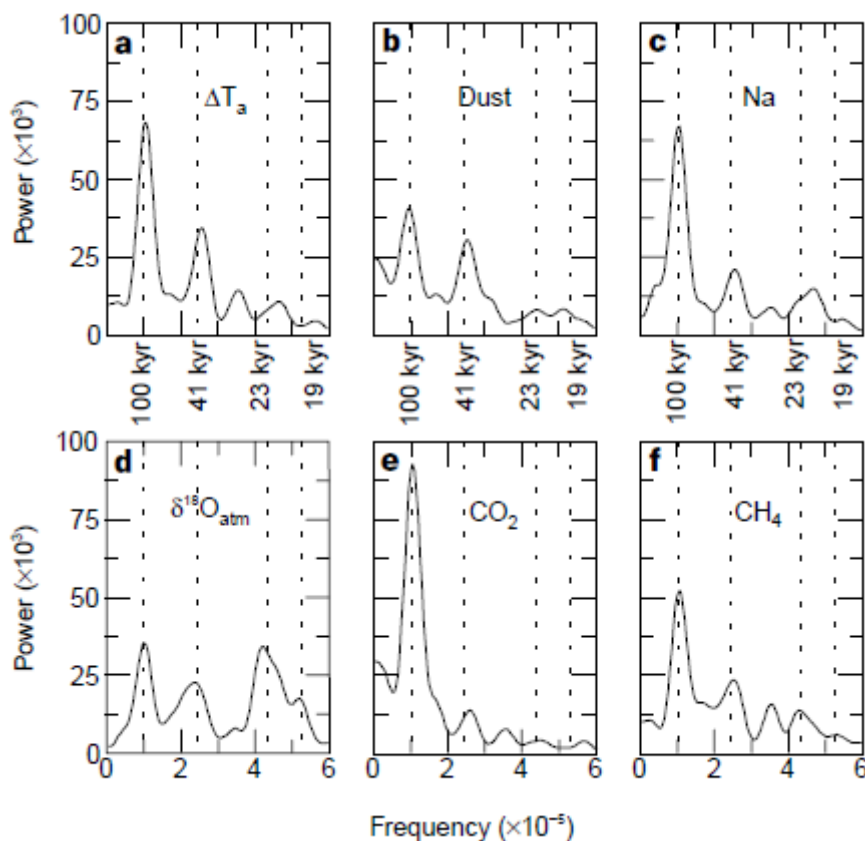 a b c
100
75
50
25
0
Power (×10³)
ΔTₐ
Dust
Na
100 kyr
41 kyr
23 kyr
19 kyr
100 kyr
41 kyr
23 kyr
19 kyr
100 kyr
41 kyr
23 kyr
19 kyr
d e f
100
75
50
25
0
Power (×10³)
δ¹⁸Oₐₜₘ
CO₂
CH₄
0 2 4 6
0 2 4 6
0 2 4 6
Frequency (×10⁻⁵)